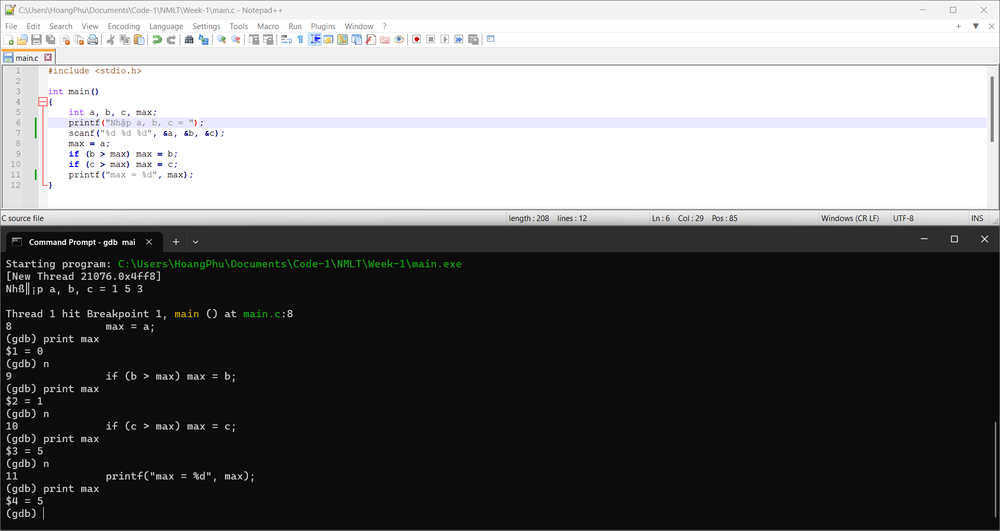 C:\Users\HoangPhu\Documents\Code-1\NMLT\Week-1\main.c - Notepad++
File Edit Search View Encoding Language Settings Tools Macro Run Plugins Window ?
main.c
1 #include <stdio.h>
2
3 int main()
4 {
5 int a, b, c, max;
6 printf("Nhập a, b, c = ");
7 scanf("%d %d %d", &a, &b, &c);
8 max = a;
9 if (b > max) max = b;
10 if (c > max) max = c;
11 printf("max = %d", max);
12 }
C source file length : 208 lines : 12 Ln : 6 Col : 29 Pos : 85 Windows (CR LF) UTF-8 INS
Command Prompt - gdb mai
Starting program: C:\Users\HoangPhu\Documents\Code-1\NMLT\Week-1\main.exe
[New Thread 21076.0x4ff8]
Nhß║¡p a, b, c = 1 5 3
Thread 1 hit Breakpoint 1, main () at main.c:8
8 max = a;
(gdb) print max
$1 = 0
(gdb) n
9 if (b > max) max = b;
(gdb) print max
$2 = 1
(gdb) n
10 if (c > max) max = c;
(gdb) print max
$3 = 5
(gdb) n
11 printf("max = %d", max);
(gdb) print max
$4 = 5
(gdb)